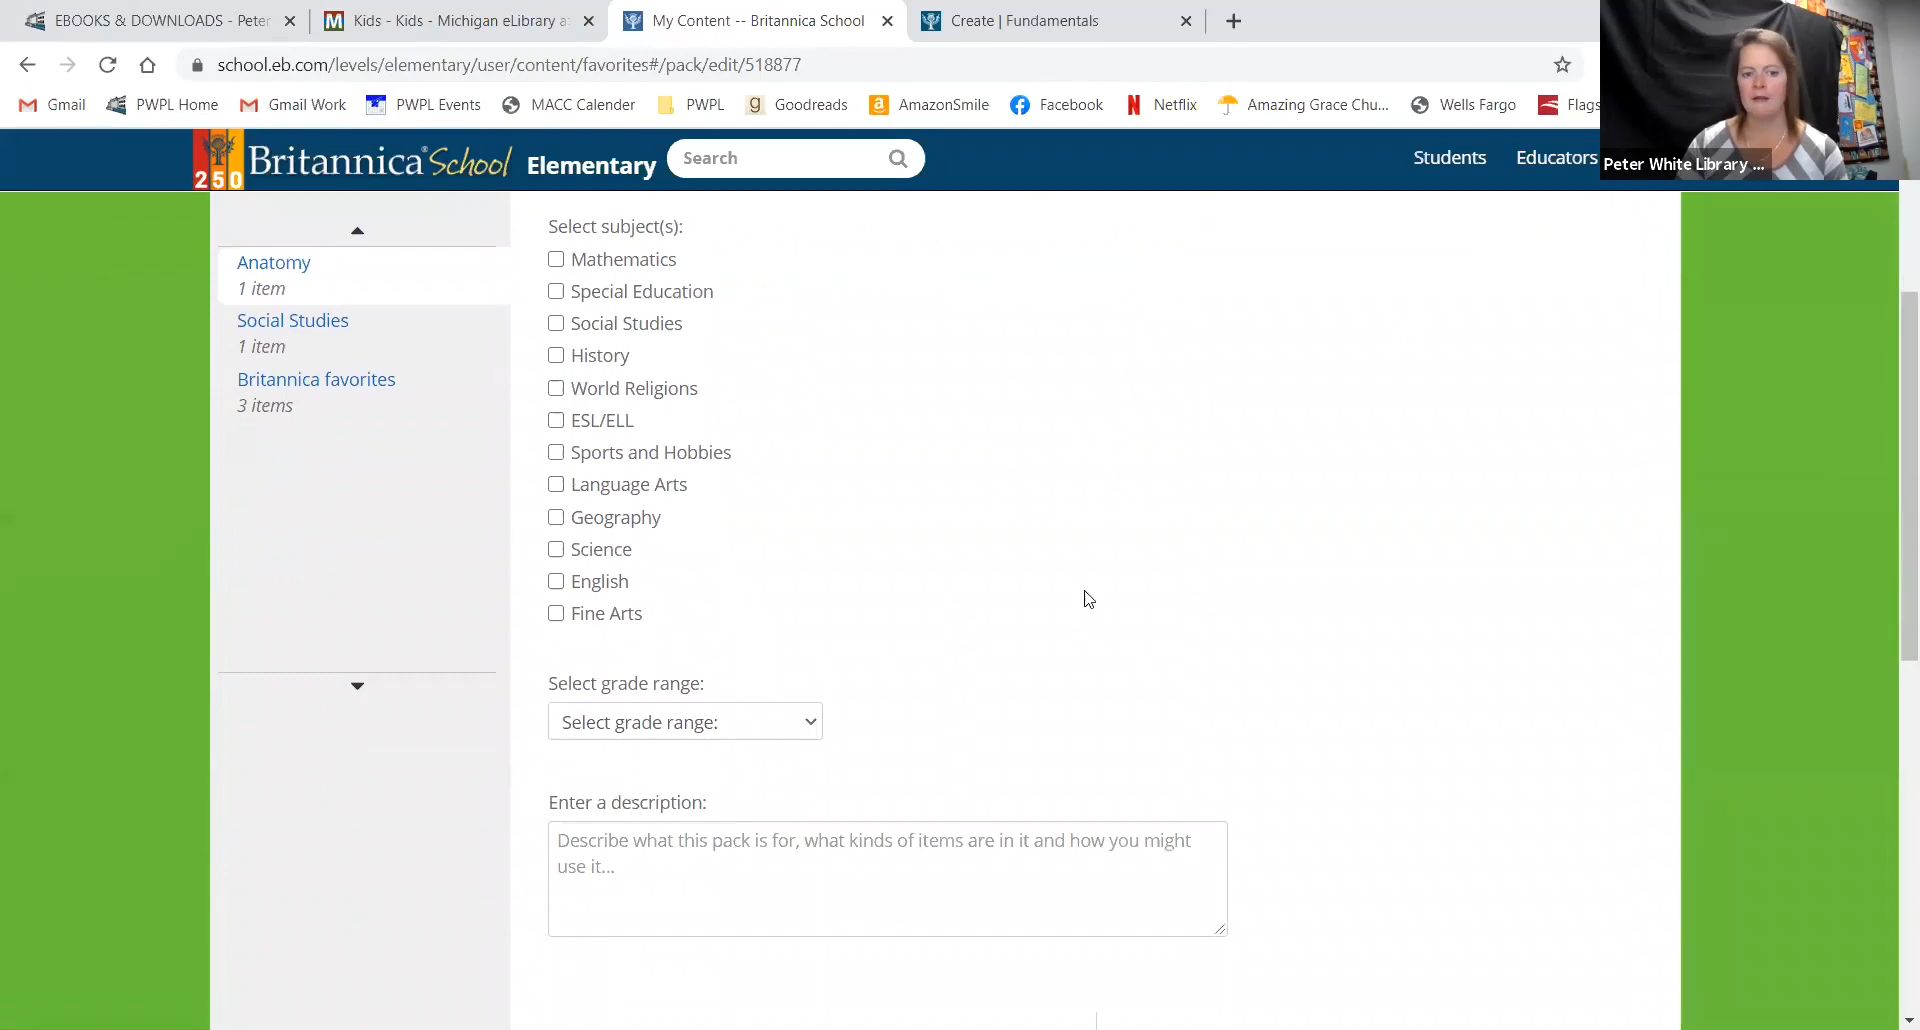 EBOOKS & DOWNLOADS - Peter
Kids - Kids - Michigan eLibrary a
My Content -- Britannica School
Create | Fundamentals
school.eb.com/levels/elementary/user/content/favorites#/pack/edit/518877
Gmail
PWPL Home
Gmail Work
PWPL Events
MACC Calender
PWPL
Goodreads
AmazonSmile
Facebook
Netflix
Amazing Grace Chu...
Wells Fargo
Flags
Peter White Library ...
250
Britannica School Elementary
Search
Students
Educators
Anatomy
1 item
Social Studies
1 item
Britannica favorites
3 items
Select subject(s):
Mathematics
Special Education
Social Studies
History
World Religions
ESL/ELL
Sports and Hobbies
Language Arts
Geography
Science
English
Fine Arts
Select grade range:
Select grade range:
Enter a description:
Describe what this pack is for, what kinds of items are in it and how you might
use it...